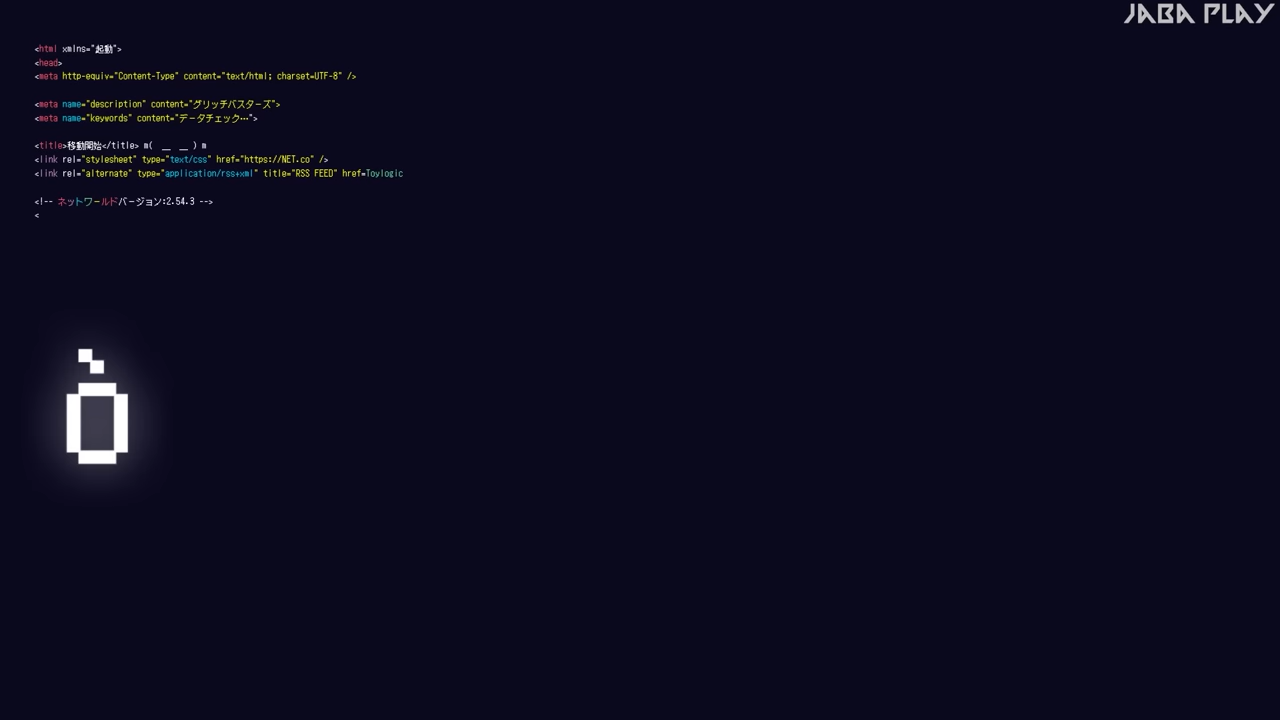 JABA PLAY
<html xmlns="起動">
<head>
<meta http-equiv="Content-Type" content="text/html; charset=UTF-8" />
<meta name="description" content="グリッチバスターズ">
<meta name="keywords" content="データチェック…">
<title>移動開始</title> m(  __  __ ) m
<link rel="stylesheet" type="text/css" href="https://NET.co" />
<link rel="alternate" type="application/rss+xml" title="RSS FEED" href=Toylogic
<!-- ネットワールドバージョン:2.54.3 -->
<
ò